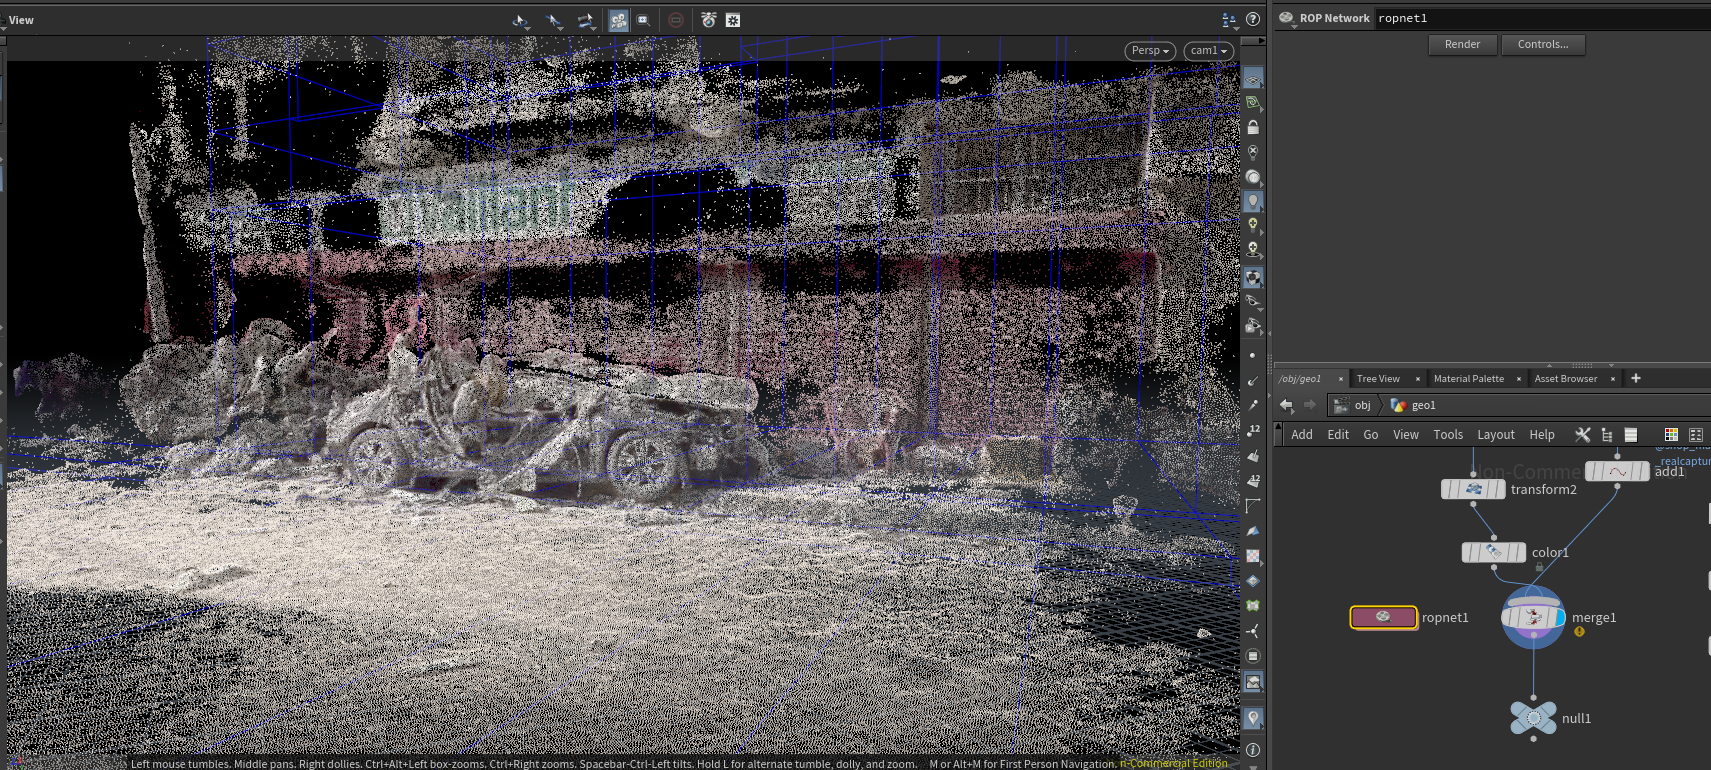 View
ROP Network ropnet1
Render Controls...
Persp cam1
12
12
/obj/geo1 × Tree View × Material Palette × Asset Browser ×
obj geo1
Add Edit Go View Tools Layout Help
_realcaptur
add1
transform2
color1
ropnet1
merge1
null1
Left mouse tumbles. Middle pans. Right dollies. Ctrl+Alt+Left box-zooms. Ctrl+Right zooms. Spacebar-Ctrl-Left tilts. Hold L for alternate tumble, dolly, and zoom. M or Alt+M for First Person Navigation. n-Commercial Edition